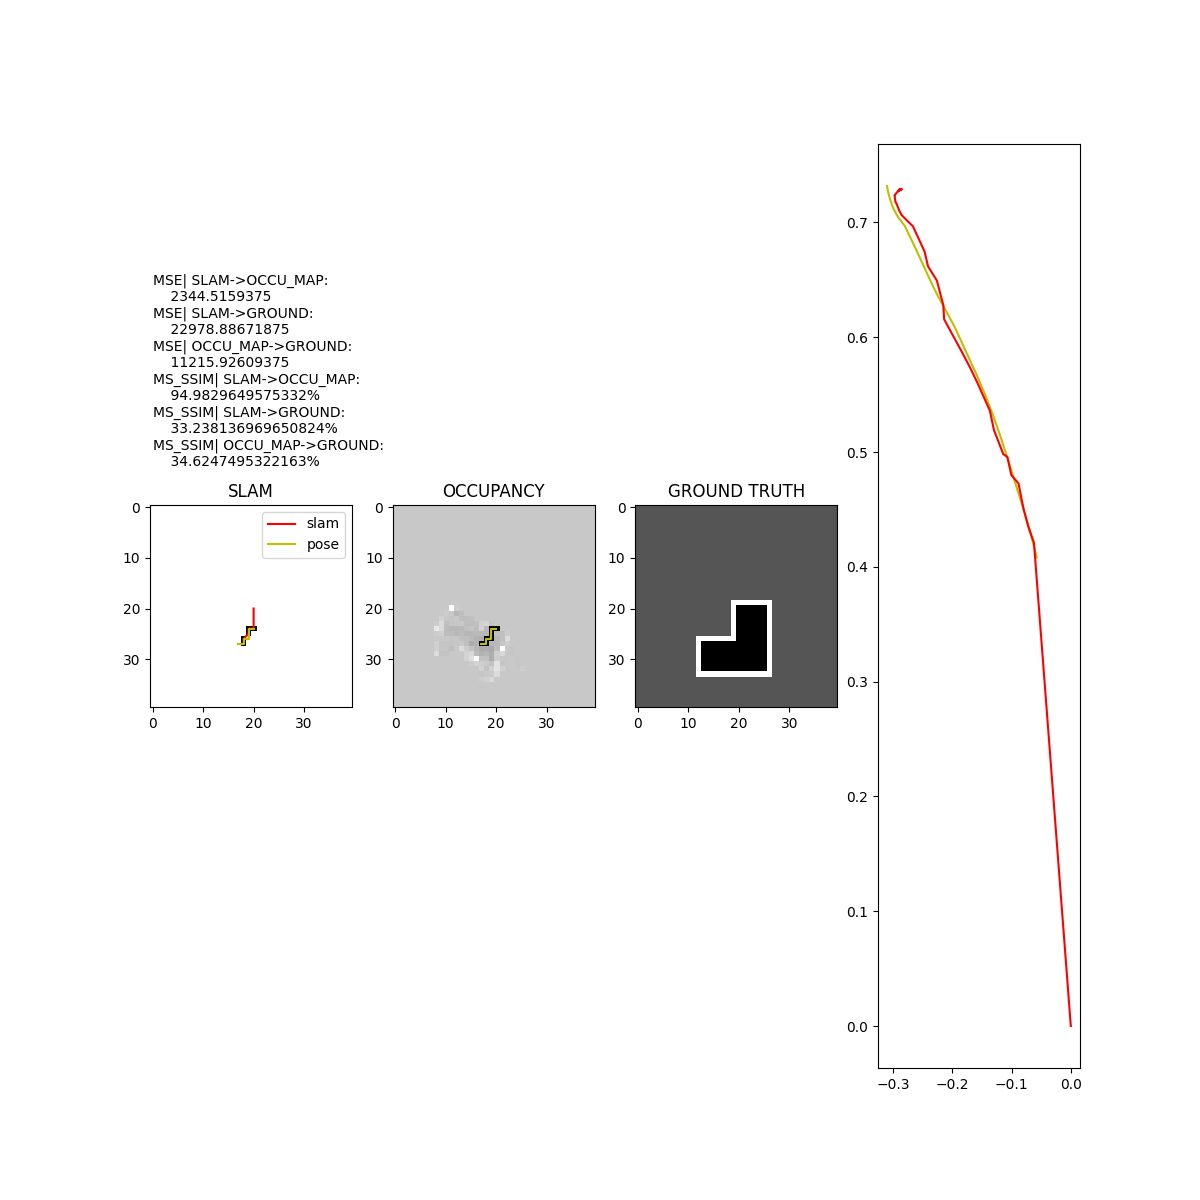 MSE| SLAM->OCCU_MAP:
2344.5159375
MSE| SLAM->GROUND:
22978.88671875
MSE| OCCU_MAP->GROUND:
11215.92609375
MS_SSIM| SLAM->OCCU_MAP:
94.9829649575332%
MS_SSIM| SLAM->GROUND:
33.238136969650824%
MS_SSIM| OCCU_MAP->GROUND:
34.6247495322163%
SLAM
slam
pose
0
10
20
30
0 10 20 30
OCCUPANCY
0
10
20
30
0 10 20 30
GROUND TRUTH
0
10
20
30
0 10 20 30
0.7
0.6
0.5
0.4
0.3
0.2
0.1
0.0
−0.3 −0.2 −0.1 0.0